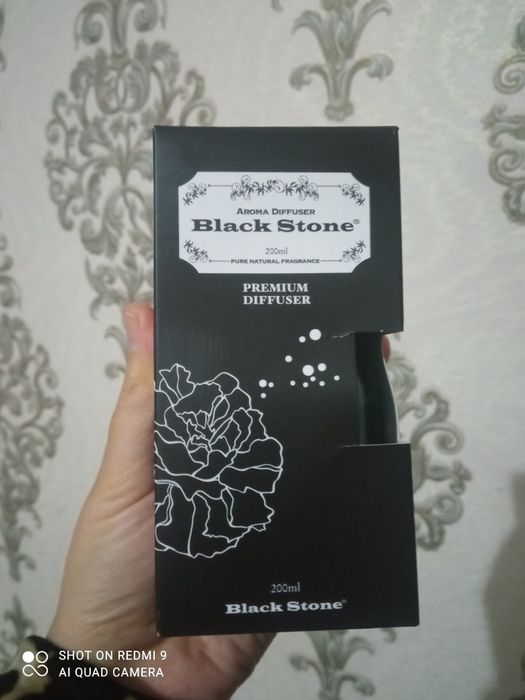 AROMA DIFFUSER
Black Stone®
200ml
PURE NATURAL FRAGRANCE
PREMIUM
DIFFUSER
200ml
Black Stone®
SHOT ON REDMI 9
AI QUAD CAMERA